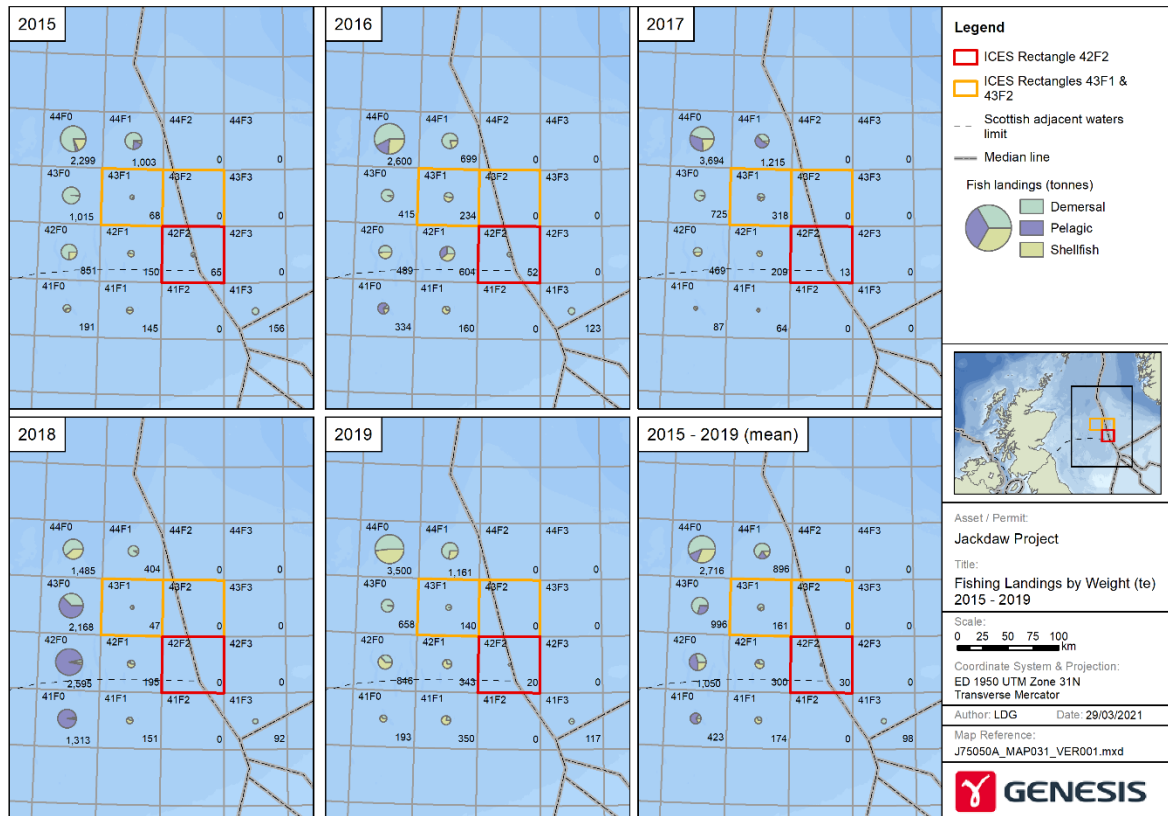 2015
44F0 44F1 44F2 44F3
2,299 1,003 0 0
43F0 43F1 43F2 43F3
1,015 68 0 0
42F0 42F1 42F2 42F3
851 150 65 0
41F0 41F1 41F2 41F3
191 145 0 156
2016
44F0 44F1 44F2 44F3
2,600 699 0 0
43F0 43F1 43F2 43F3
415 234 0 0
42F0 42F1 42F2 42F3
489 604 52 0
41F0 41F1 41F2 41F3
334 160 0 123
2017
44F0 44F1 44F2 44F3
3,694 1,215 0 0
43F0 43F1 43F2 43F3
725 318 0 0
42F0 42F1 42F2 42F3
469 209 13 0
41F0 41F1 41F2 41F3
87 64 0 0
2018
44F0 44F1 44F2 44F3
1,485 404 0 0
43F0 43F1 43F2 43F3
2,168 47 0 0
42F0 42F1 42F2 42F3
2,595 195 0 0
41F0 41F1 41F2 41F3
1,313 151 0 92
2019
44F0 44F1 44F2 44F3
3,500 1,161 0 0
43F0 43F1 43F2 43F3
658 140 0 0
42F0 42F1 42F2 42F3
846 343 20 0
41F0 41F1 41F2 41F3
193 350 0 117
2015 - 2019 (mean)
44F0 44F1 44F2 44F3
2,716 896 0 0
43F0 43F1 43F2 43F3
996 161 0 0
42F0 42F1 42F2 42F3
1,050 300 30 0
41F0 41F1 41F2 41F3
423 174 0 98
Legend
ICES Rectangle 42F2
ICES Rectangles 43F1 &
43F2
Scottish adjacent waters
limit
Median line
Fish landings (tonnes)
Demersal
Pelagic
Shellfish
Asset / Permit:
Jackdaw Project
Title:
Fishing Landings by Weight (te)
2015 - 2019
Scale:
0 25 50 75 100
km
Coordinate System & Projection:
ED 1950 UTM Zone 31N
Transverse Mercator
Author: LDG Date: 29/03/2021
Map Reference:
J75050A_MAP031_VER001.mxd
GENESIS